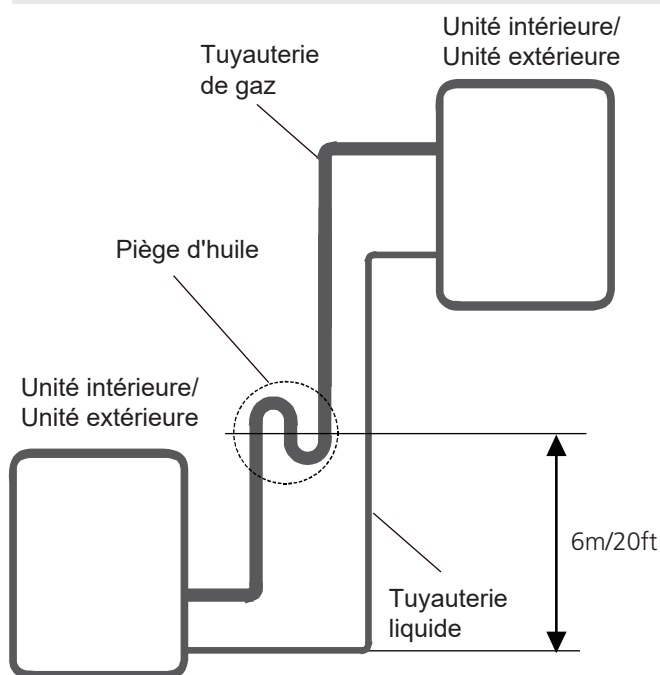 Unité intérieure/
Unité extérieure
Tuyauterie
de gaz
Piège d'huile
Unité intérieure/
Unité extérieure
6m/20ft
Tuyauterie
liquide